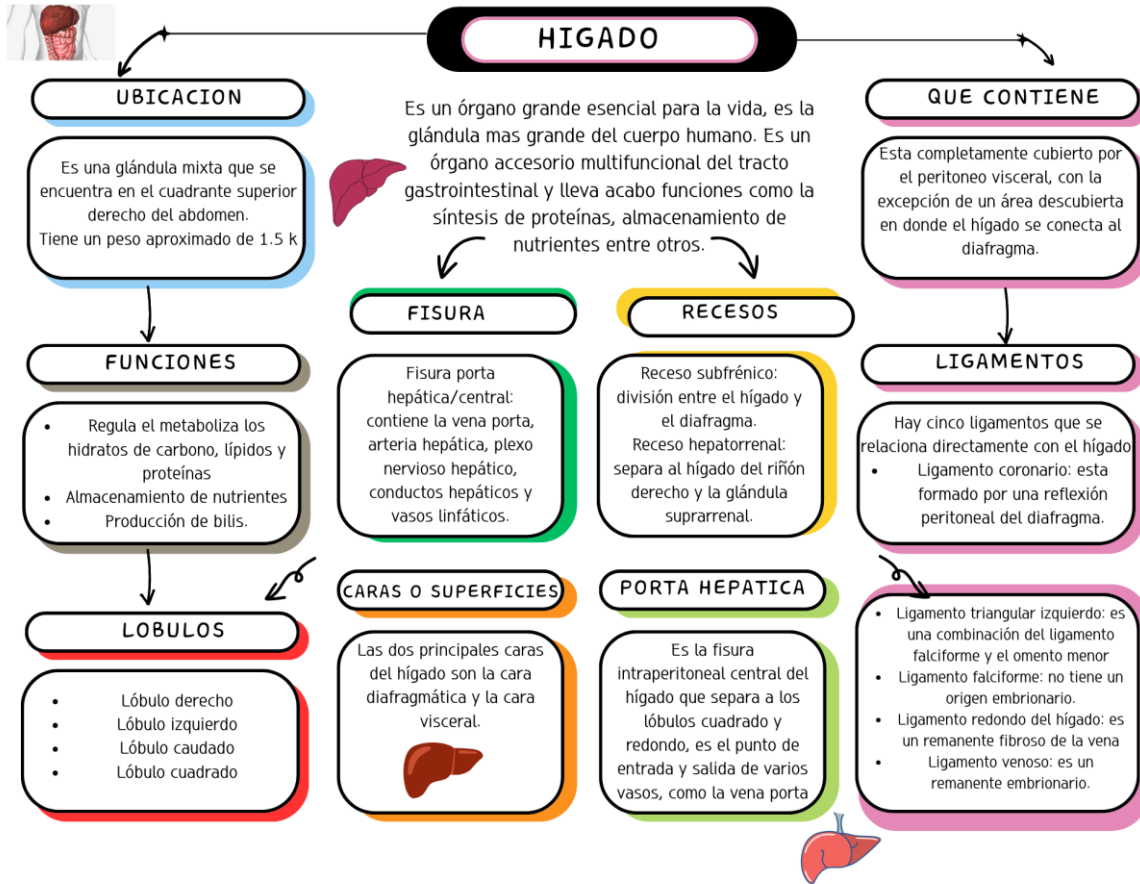 HIGADO
UBICACION
Es una glándula mixta que se
encuentra en el cuadrante superior
derecho del abdomen.
Tiene un peso aproximado de 1.5 k
Es un órgano grande esencial para la vida, es la
glándula mas grande del cuerpo humano. Es un
órgano accesorio multifuncional del tracto
gastrointestinal y lleva acabo funciones como la
síntesis de proteínas, almacenamiento de
nutrientes entre otros.
QUE CONTIENE
Esta completamente cubierto por
el peritoneo visceral, con la
excepción de un área descubierta
en donde el hígado se conecta al
diafragma.
FUNCIONES
• Regula el metaboliza los
hidratos de carbono, lípidos y
proteínas
• Almacenamiento de nutrientes
• Producción de bilis.
FISURA
Fisura porta
hepática/central:
contiene la vena porta,
arteria hepática, plexo
nervioso hepático,
conductos hepáticos y
vasos linfáticos.
RECESOS
Receso subfrénico:
división entre el hígado y
el diafragma.
Receso hepatorrenal:
separa al hígado del riñón
derecho y la glándula
suprarrenal.
LIGAMENTOS
Hay cinco ligamentos que se
relaciona directamente con el hígado
• Ligamento coronario: esta
formado por una reflexión
peritoneal del diafragma.
LOBULOS
• Lóbulo derecho
• Lóbulo izquierdo
• Lóbulo caudado
• Lóbulo cuadrado
CARAS O SUPERFICIES
Las dos principales caras
del hígado son la cara
diafragmática y la cara
visceral.
PORTA HEPATICA
Es la fisura
intraperitoneal central del
hígado que separa a los
lóbulos cuadrado y
redondo, es el punto de
entrada y salida de varios
vasos, como la vena porta
• Ligamento triangular izquierdo: es
una combinación del ligamento
falciforme y el omento menor
• Ligamento falciforme: no tiene un
origen embrionario.
• Ligamento redondo del hígado: es
un remanente fibroso de la vena
• Ligamento venoso: es un
remanente embrionario.